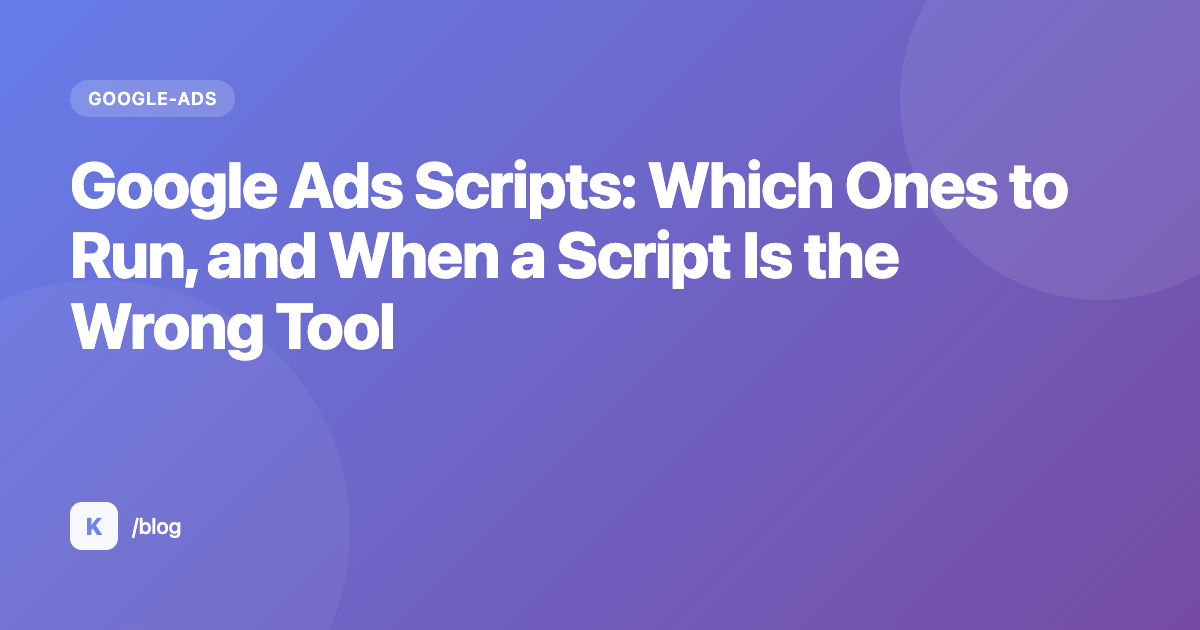 GOOGLE-ADS
Google Ads Scripts: Which Ones to
Run, and When a Script Is the
Wrong Tool
K /blog